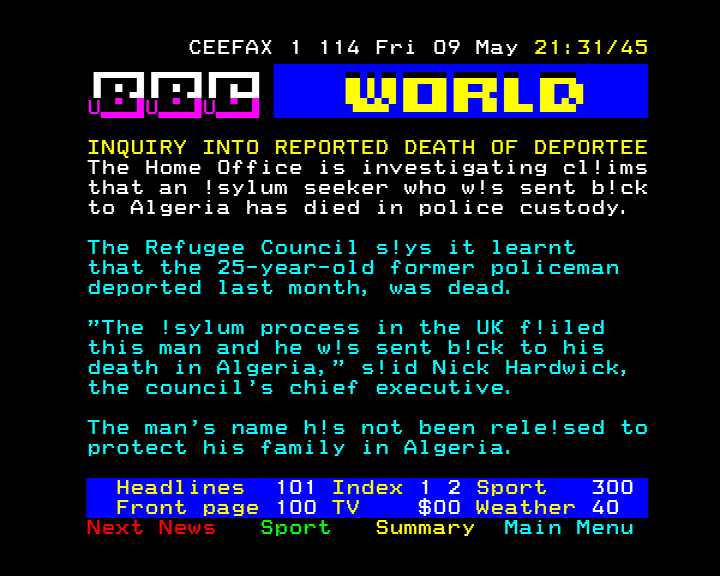 CEEFAX 1 114 Fri 09 May 21:31/45
BBC WORLD
INQUIRY INTO REPORTED DEATH OF DEPORTEE
The Home Office is investigating cl!ims
that an !sylum seeker who w!s sent b!ck
to Algeria has died in police custody.
The Refugee Council s!ys it learnt
that the 25-year-old former policeman
deported last month, was dead.
"The !sylum process in the UK f!iled
this man and he w!s sent b!ck to his
death in Algeria," s!id Nick Hardwick,
the council's chief executive.
The man's name h!s not been rele!sed to
protect his family in Algeria.
Headlines 101 Index 1 2 Sport 300
Front page 100 TV $00 Weather 40
Next News Sport Summary Main Menu